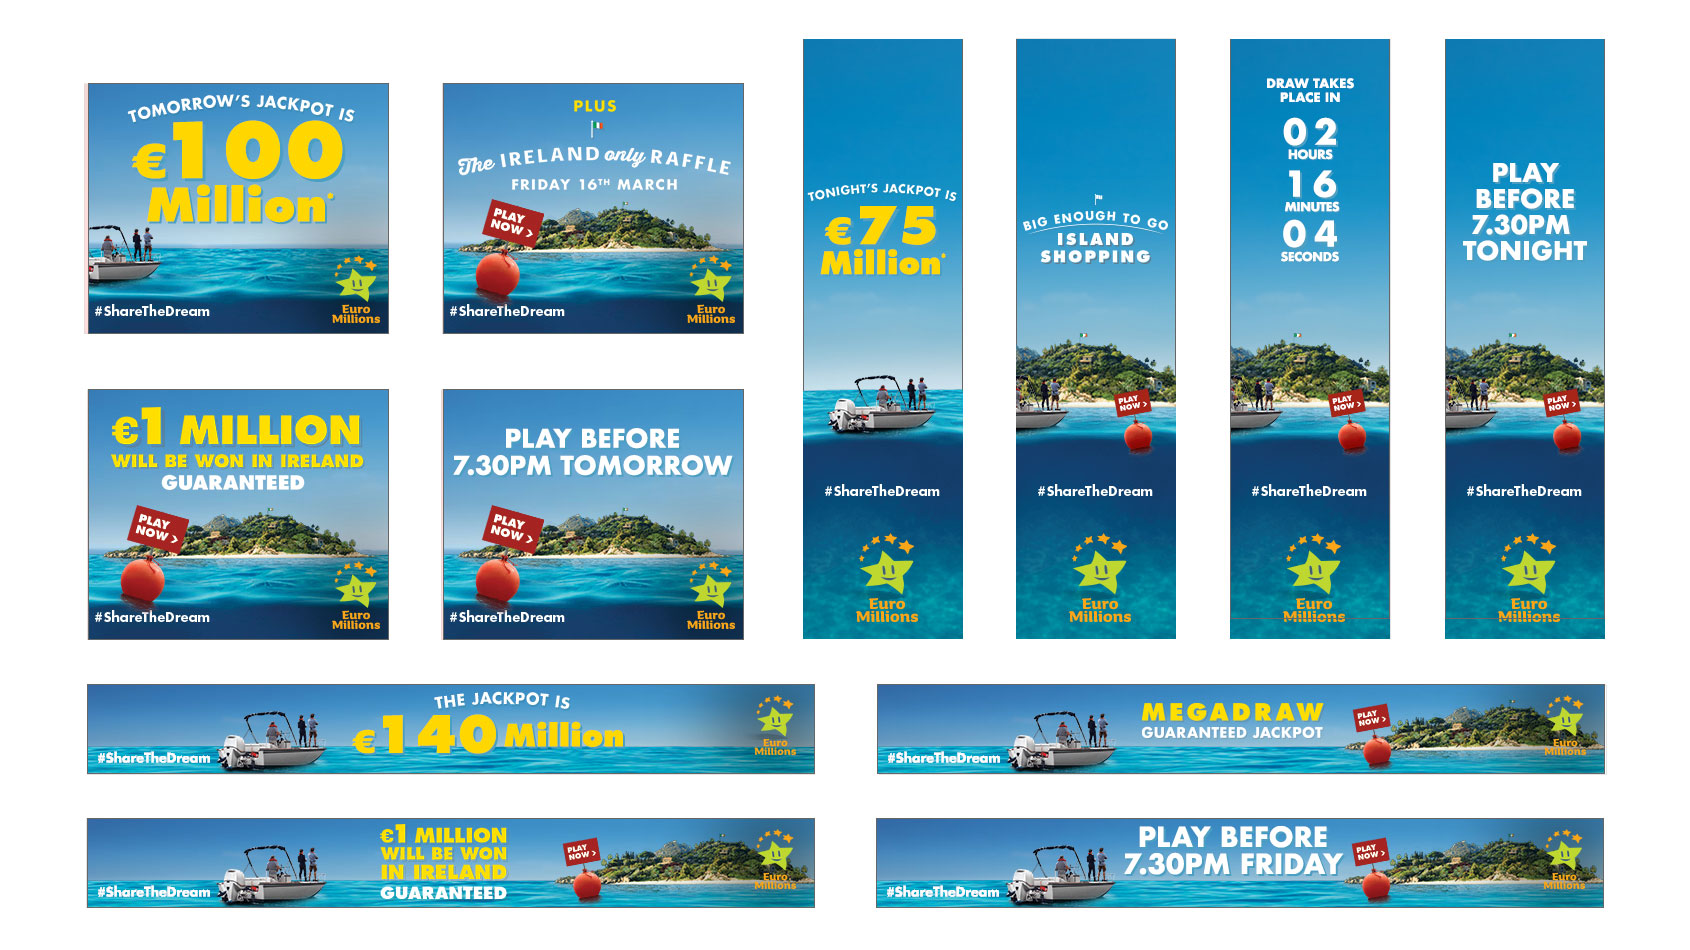 TOMORROW'S JACKPOT IS
€100
Million*
#ShareTheDream
Euro
Millions
PLUS
The IRELAND only RAFFLE
FRIDAY 16TH MARCH
PLAY
NOW >
#ShareTheDream
Euro
Millions
€1 MILLION
WILL BE WON IN IRELAND
GUARANTEED
PLAY
NOW >
#ShareTheDream
Euro
Millions
PLAY BEFORE
7.30PM TOMORROW
PLAY
NOW >
#ShareTheDream
Euro
Millions
TONIGHT'S JACKPOT IS
€75
Million*
#ShareTheDream
Euro
Millions
BIG ENOUGH TO GO
ISLAND
SHOPPING
PLAY
NOW >
#ShareTheDream
Euro
Millions
DRAW TAKES
PLACE IN
02
HOURS
16
MINUTES
04
SECONDS
PLAY
NOW >
#ShareTheDream
Euro
Millions
PLAY
BEFORE
7.30PM
TONIGHT
PLAY
NOW >
#ShareTheDream
Euro
Millions
THE JACKPOT IS
€140 Million
#ShareTheDream
Euro
Millions
MEGADRAW
GUARANTEED JACKPOT
PLAY
NOW >
#ShareTheDream
Euro
Millions
€1 MILLION
WILL BE WON
IN IRELAND
GUARANTEED
PLAY
NOW >
#ShareTheDream
Euro
Millions
PLAY BEFORE
7.30PM FRIDAY
PLAY
NOW >
#ShareTheDream
Euro
Millions